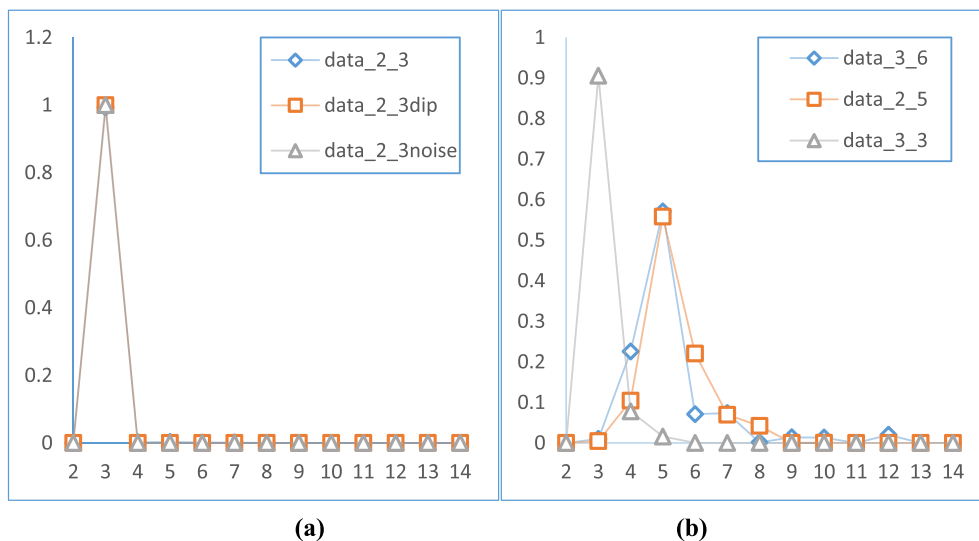 1.2
1
0.8
0.6
0.4
0.2
0
2 3 4 5 6 7 8 9 10 11 12 13 14
data_2_3
data_2_3dip
data_2_3noise
(a)
1
0.9
0.8
0.7
0.6
0.5
0.4
0.3
0.2
0.1
0
2 3 4 5 6 7 8 9 10 11 12 13 14
data_3_6
data_2_5
data_3_3
(b)